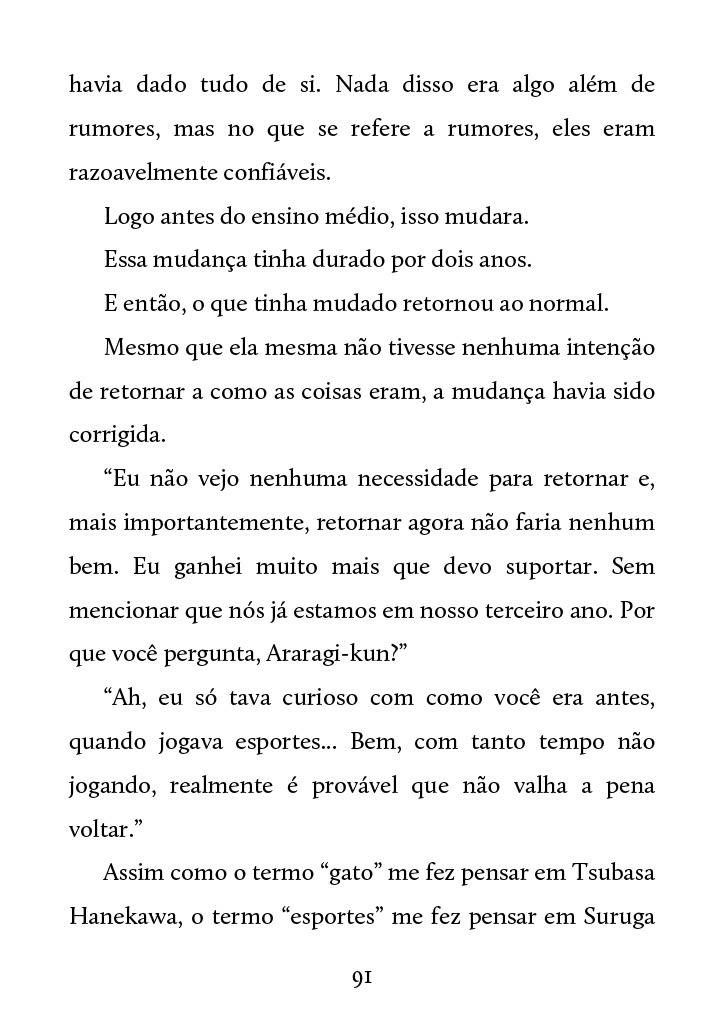 havia dado tudo de si. Nada disso era algo além de
rumores, mas no que se refere a rumores, eles eram
razoavelmente confiáveis.
Logo antes do ensino médio, isso mudara.
Essa mudança tinha durado por dois anos.
E então, o que tinha mudado retornou ao normal.
Mesmo que ela mesma não tivesse nenhuma intenção
de retornar a como as coisas eram, a mudança havia sido
corrigida.
“Eu não vejo nenhuma necessidade para retornar e,
mais importantemente, retornar agora não faria nenhum
bem. Eu ganhei muito mais que devo suportar. Sem
mencionar que nós já estamos em nosso terceiro ano. Por
que você pergunta, Araragi-kun?”
“Ah, eu só tava curioso com como você era antes,
quando jogava esportes... Bem, com tanto tempo não
jogando, realmente é provável que não valha a pena
voltar.”
Assim como o termo “gato” me fez pensar em Tsubasa
Hanekawa, o termo “esportes” me fez pensar em Suruga
91